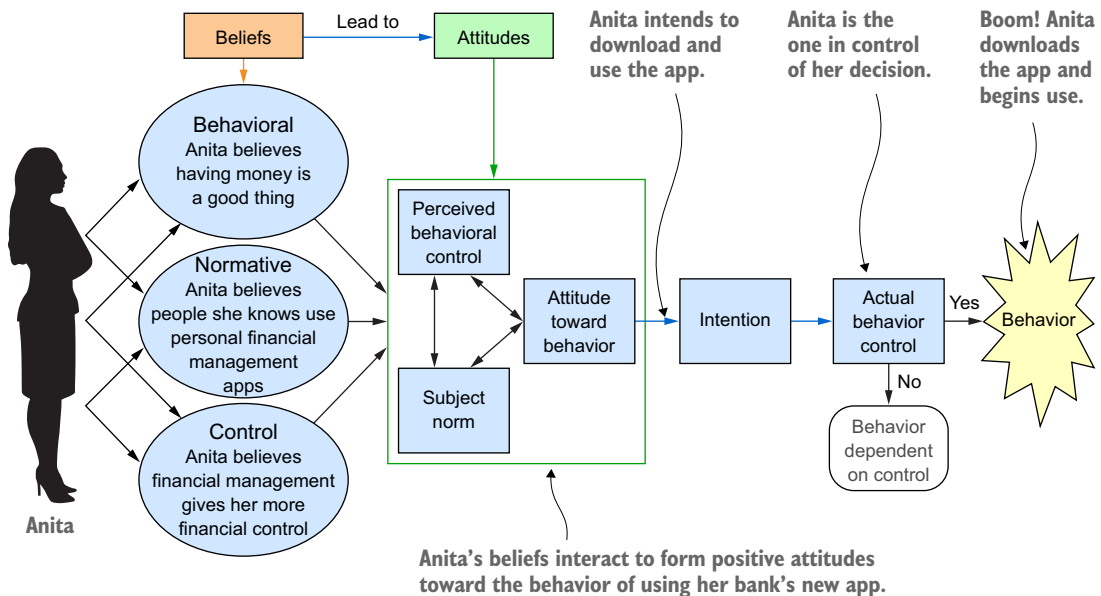 Beliefs
Lead to
Attitudes
Anita intends to
download and
use the app.
Anita is the
one in control
of her decision.
Boom! Anita
downloads
the app and
begins use.
Behavioral
Anita believes
having money is
a good thing
Normative
Anita believes
people she knows use
personal financial
management
apps
Control
Anita believes
financial management
gives her more
financial control
Anita
Perceived
behavioral
control
Subject
norm
Attitude
toward
behavior
Intention
Actual
behavior
control
Yes
Behavior
No
Behavior
dependent
on control
Anita's beliefs interact to form positive attitudes
toward the behavior of using her bank's new app.